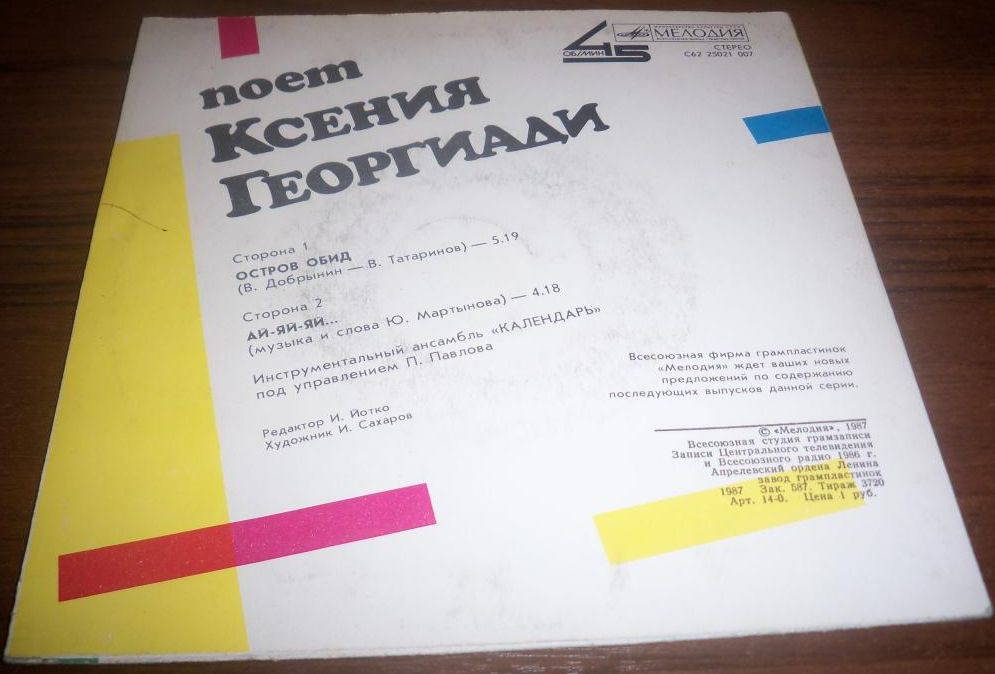 поет
КСЕНИЯ
ГЕОРГИАДИ
45
ОБ/МИН
МЕЛОДИЯ
СТЕРЕО
С62 25021 007
Сторона 1
ОСТРОВ ОБИД
(В. Добрынин — В. Татаринов) — 5.19
Сторона 2
АЙ-ЯЙ-ЯЙ...
(музыка и слова Ю. Мартынова) — 4.18
Инструментальный ансамбль «КАЛЕНДАРЬ»
под управлением П. Павлова
Редактор И. Йотко
Художник И. Сахаров
Всесоюзная фирма грампластинок
«Мелодия» ждет ваших новых
предложений по содержанию
последующих выпусков данной серии.
© «Мелодия», 1987
Всесоюзная студия грамзаписи
Записи Центрального телевидения
и Всесоюзного радио 1986 г.
Апрелевский ордена Ленина
завод грампластинок
1987 Зак. 587. Тираж 3720
Арт. 14-0. Цена 1 руб.